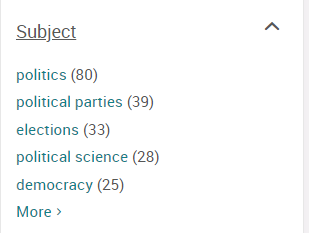 Subject
politics (80)
political parties (39)
elections (33)
political science (28)
democracy (25)
More >